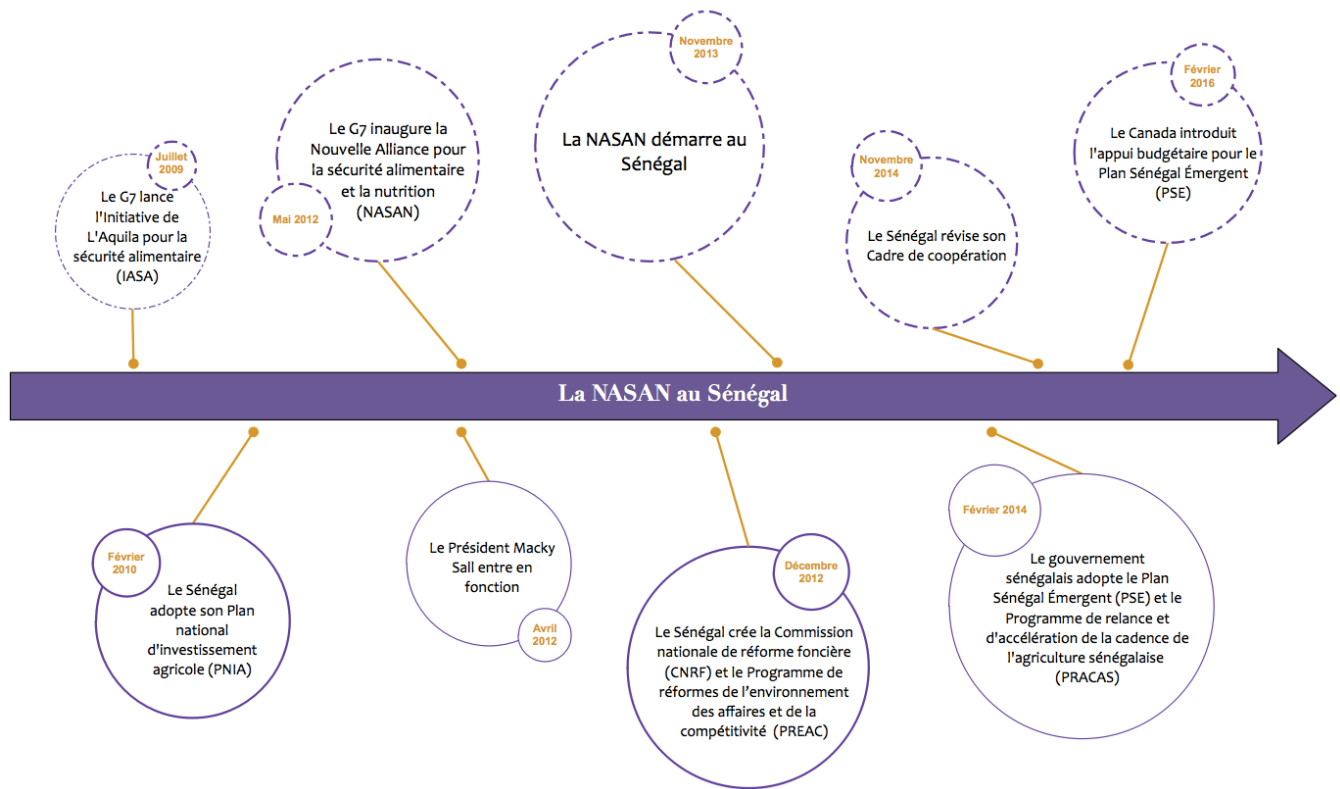 Juillet
2009
Le G7 lance
l'Initiative de
L'Aquila pour la
sécurité alimentaire
(IASA)
Mai 2012
Le G7 inaugure la
Nouvelle Alliance pour
la sécurité alimentaire
et la nutrition
(NASAN)
Novembre
2013
La NASAN démarre au
Sénégal
Novembre
2014
Le Sénégal révise son
Cadre de coopération
Février
2016
Le Canada introduit
l'appui budgétaire pour le
Plan Sénégal Émergent
(PSE)
La NASAN au Sénégal
Février
2010
Le Sénégal
adopte son Plan
national
d'investissement
agricole (PNIA)
Le Président Macky
Sall entre en
fonction
Avril
2012
Décembre
2012
Le Sénégal crée la Commission
nationale de réforme foncière
(CNRF) et le Programme de
réformes de l'environnement
des affaires et de la
compétitivité (PREAC)
Février 2014
Le gouvernement
sénégalais adopte le Plan
Sénégal Émergent (PSE) et le
Programme de relance et
d'accélération de la cadence de
l'agriculture sénégalaise
(PRACAS)